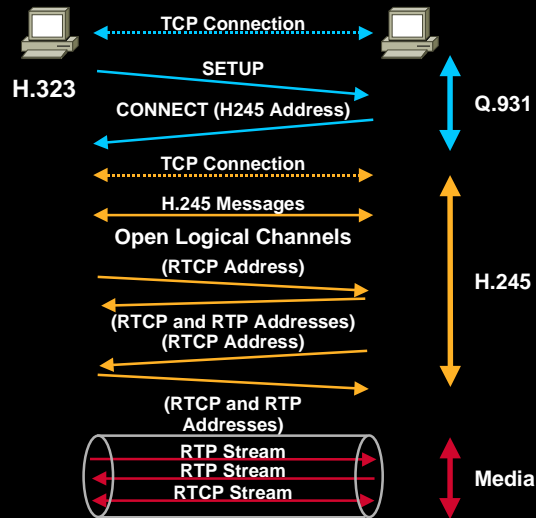 TCP Connection
SETUP
H.323
CONNECT (H245 Address)
Q.931
TCP Connection
H.245 Messages
Open Logical Channels
(RTCP Address)
H.245
(RTCP and RTP Addresses)
(RTCP Address)
(RTCP and RTP
Addresses)
RTP Stream
RTP Stream
RTCP Stream
Media